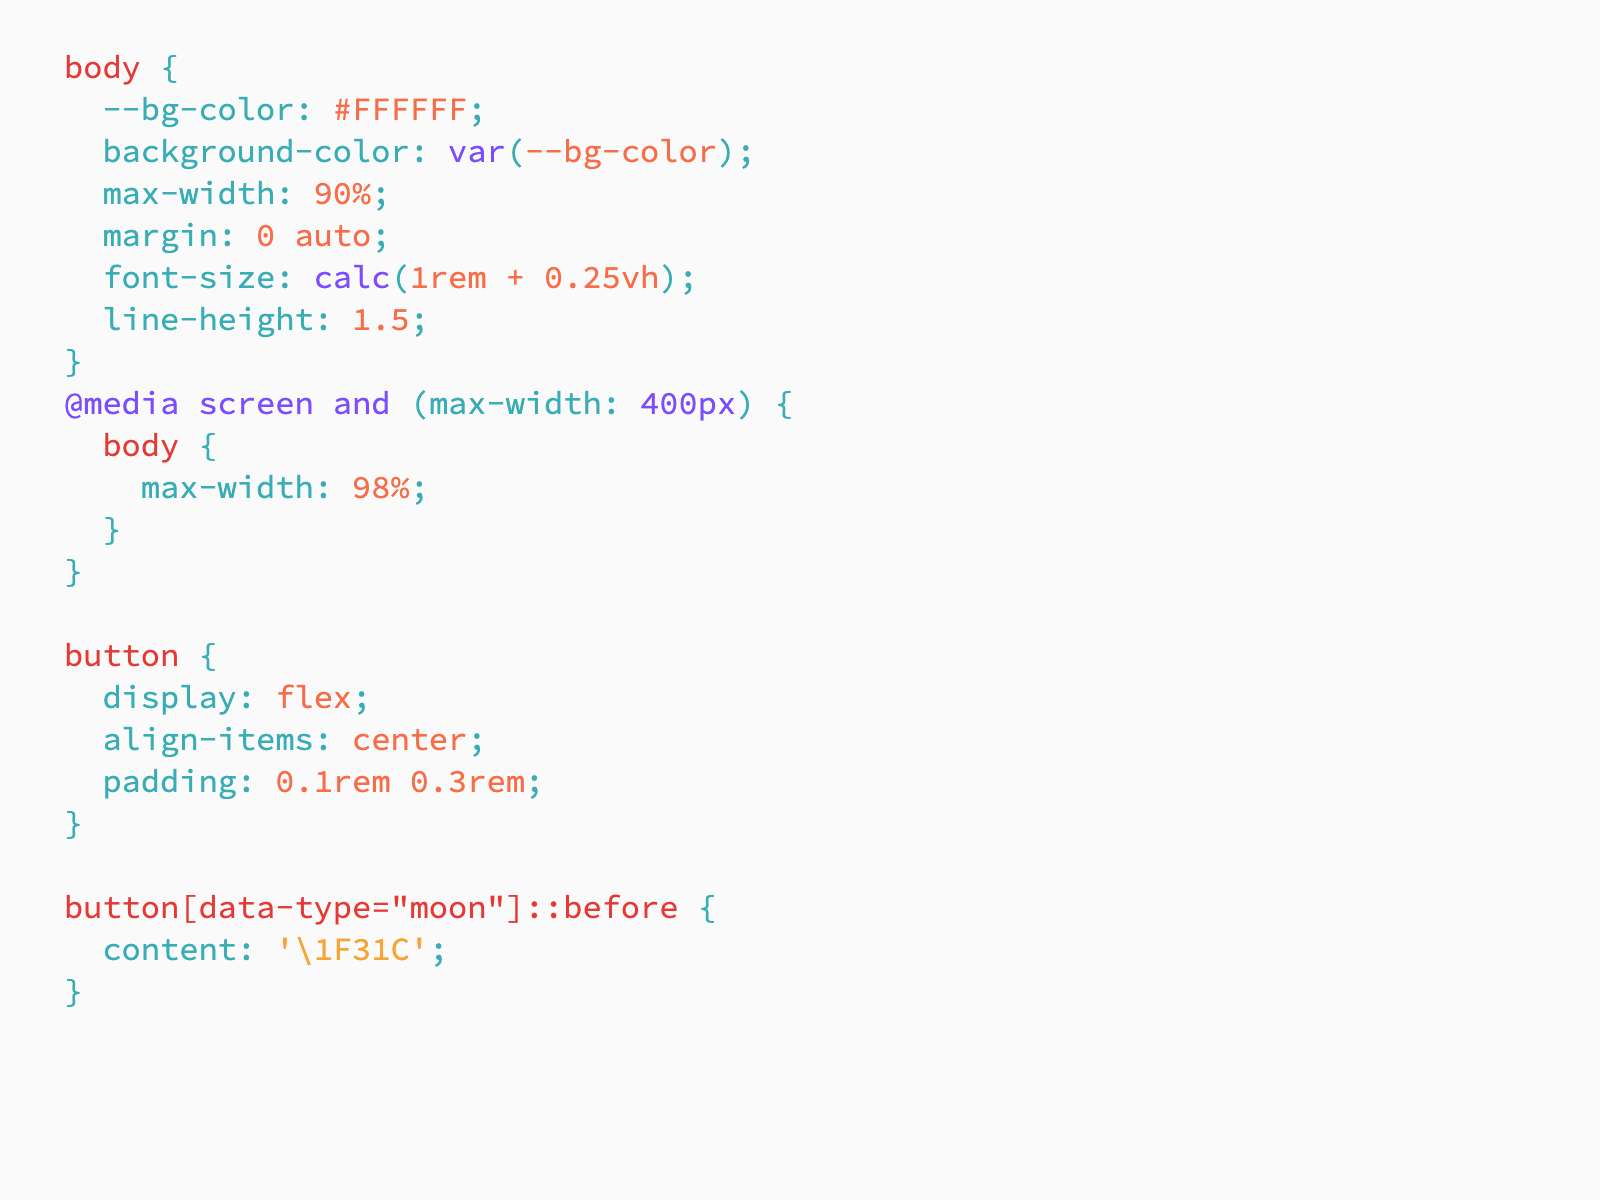 body {
  --bg-color: #FFFFFF;
  background-color: var(--bg-color);
  max-width: 90%;
  margin: 0 auto;
  font-size: calc(1rem + 0.25vh);
  line-height: 1.5;
}
@media screen and (max-width: 400px) {
  body {
    max-width: 98%;
  }
}

button {
  display: flex;
  align-items: center;
  padding: 0.1rem 0.3rem;
}

button[data-type="moon"]::before {
  content: '\1F31C';
}